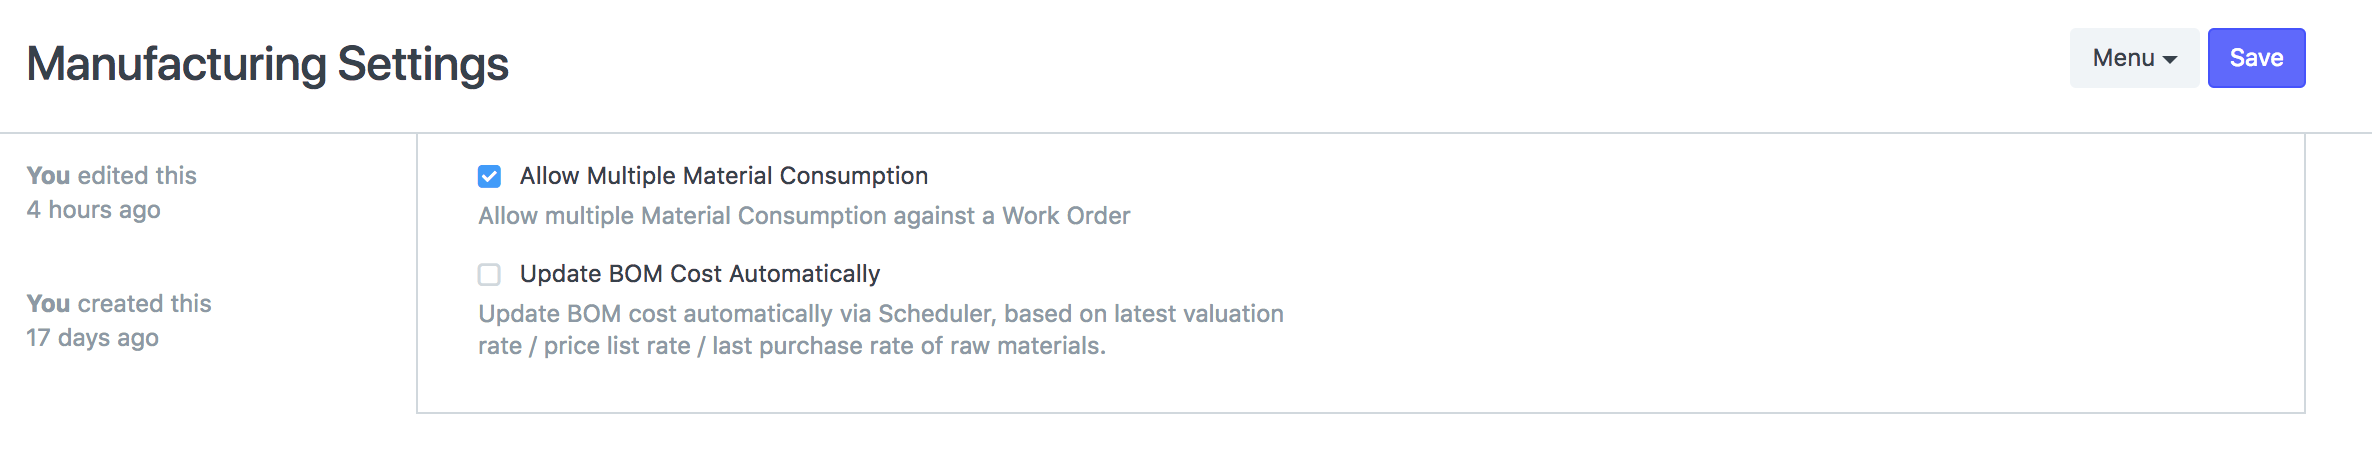 Manufacturing Settings
Menu
Save
You edited this
4 hours ago
You created this
17 days ago
Allow Multiple Material Consumption
Allow multiple Material Consumption against a Work Order
Update BOM Cost Automatically
Update BOM cost automatically via Scheduler, based on latest valuation
rate / price list rate / last purchase rate of raw materials.